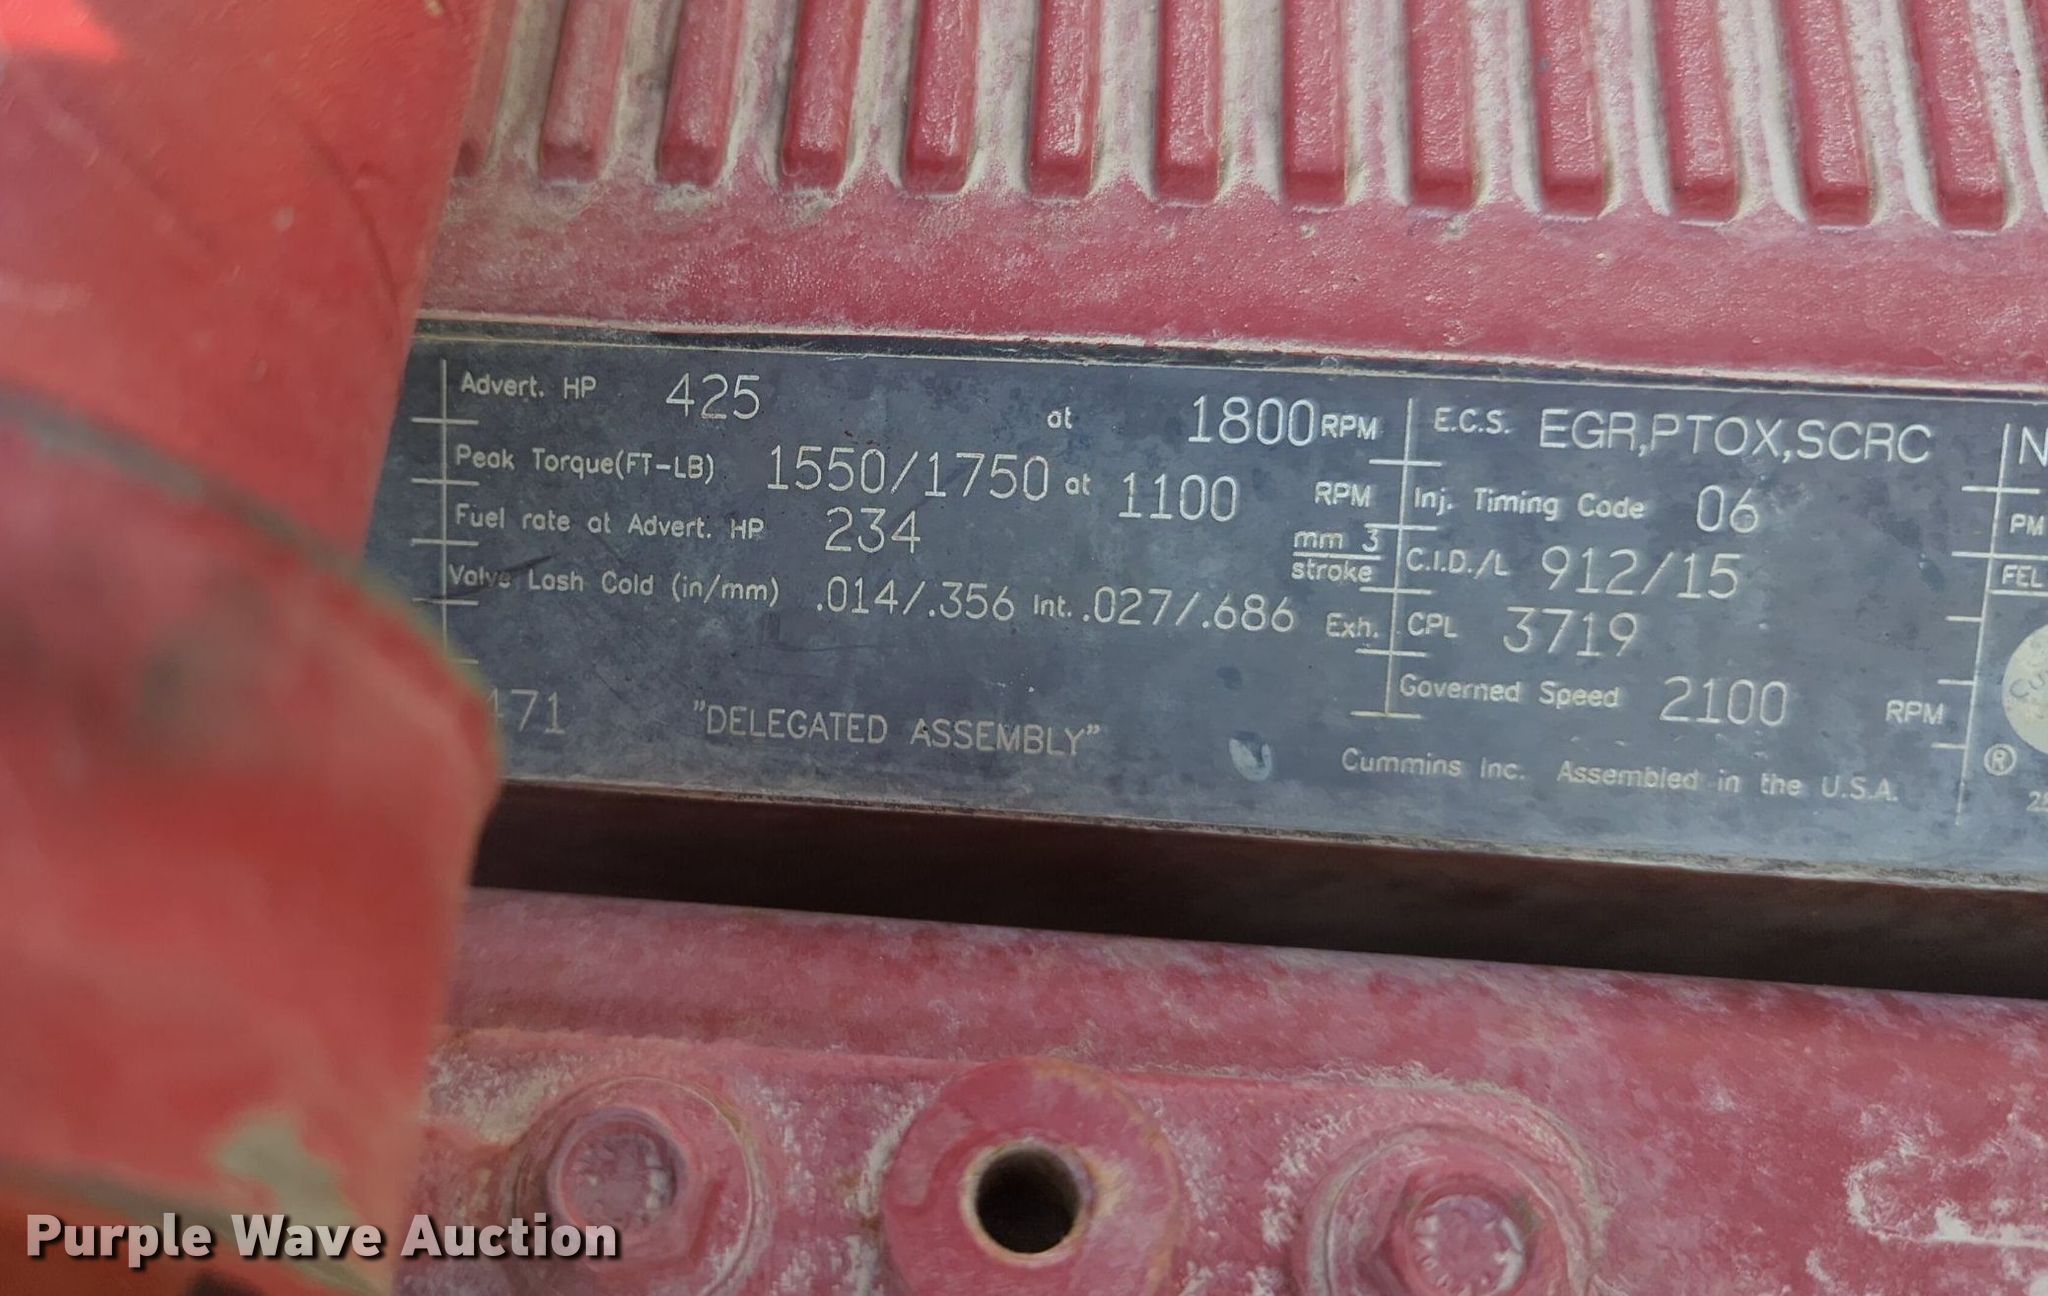 Advert. HP 425 at 1800 RPM
Peak Torque(FT-LB) 1550/1750 at 1100 RPM
Fuel rate at Advert. HP 234 mm 3
stroke
Valve Lash Cold (in/mm) .014/.356 Int. .027/.686 Exh.
471 "DELEGATED ASSEMBLY"
E.C.S. EGR,PTOX,SCRC
Inj. Timing Code 06
C.I.D./L 912/15
CPL 3719
Governed Speed 2100 RPM
Cummins Inc. Assembled in the U.S.A.
N
PM
FEL
®
Purple Wave Auction